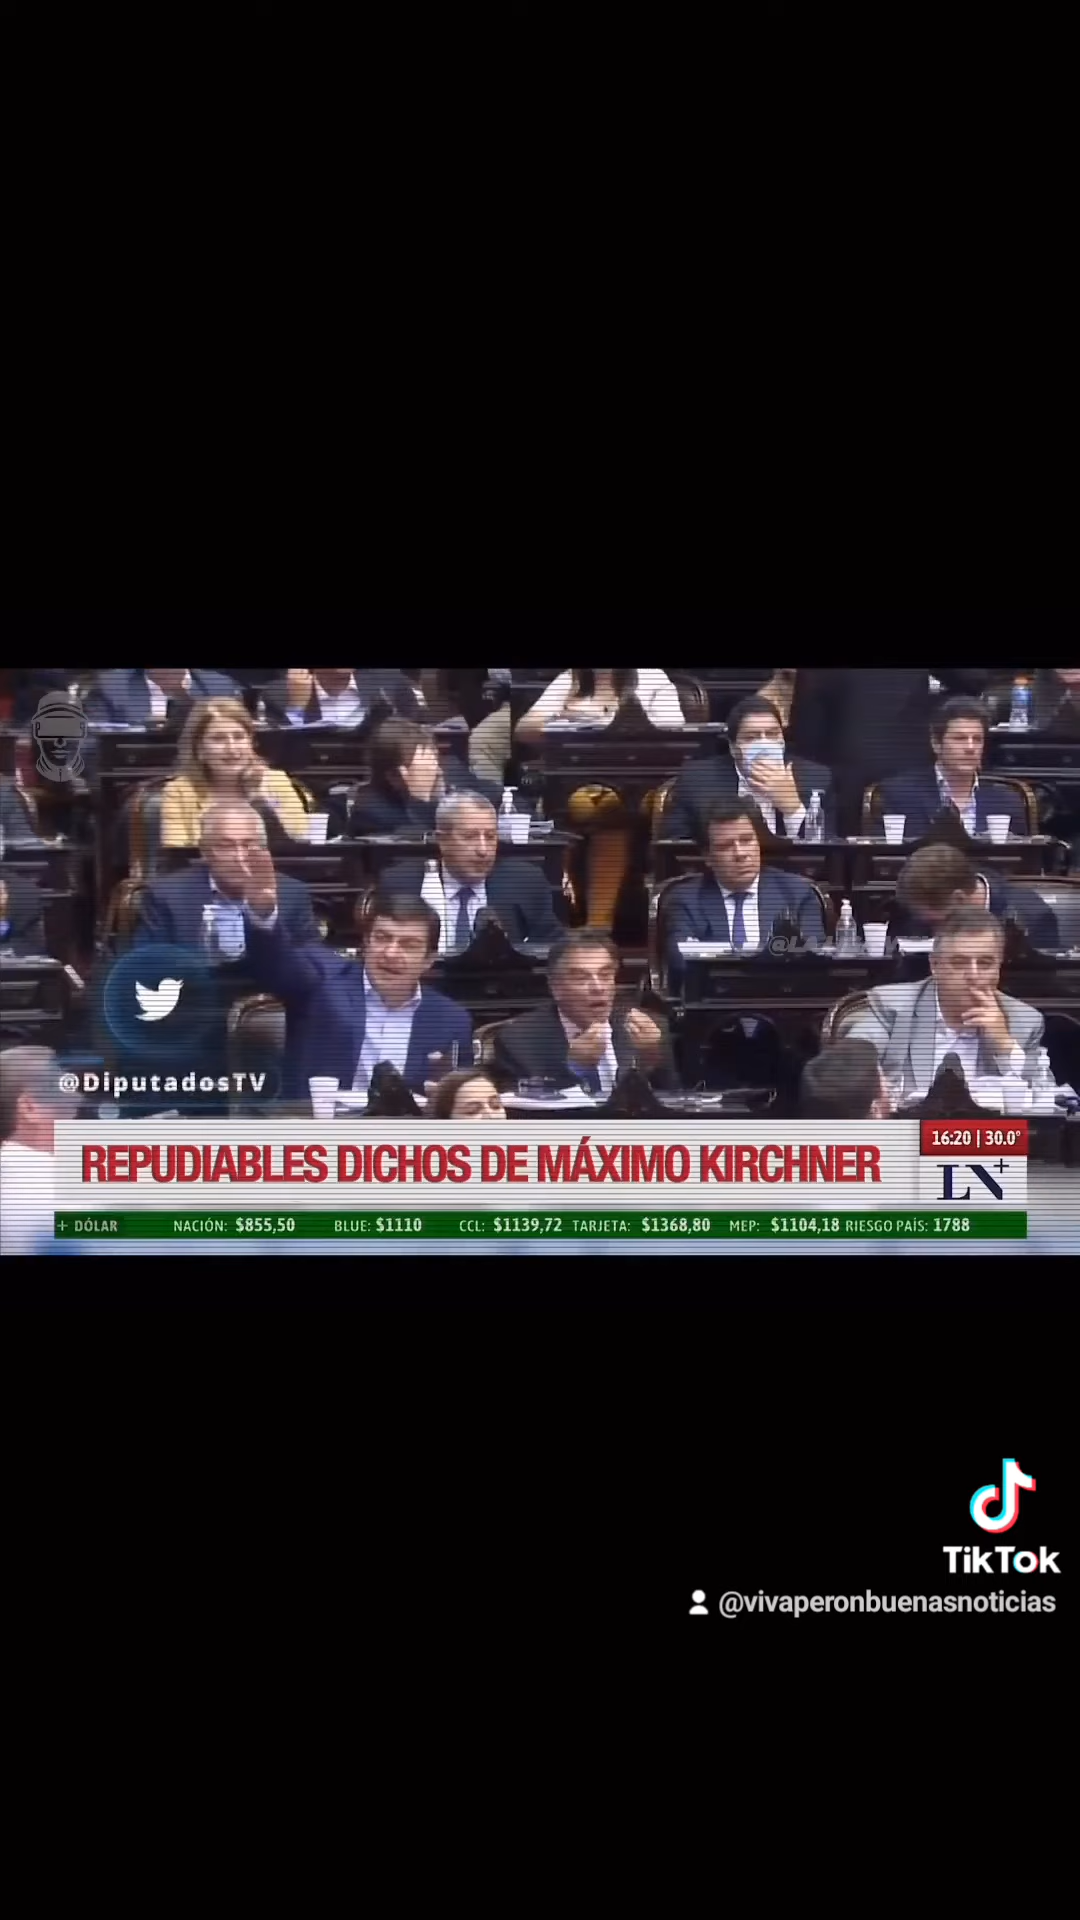 @DiputadosTV
REPUDIABLES DICHOS DE MÁXIMO KIRCHNER
16:20 | 30.0°
LN+
+ DÓLAR NACIÓN: $855,50 BLUE: $1110 CCL: $1139,72 TARJETA: $1368,80 MEP: $1104,18 RIESGO PAÍS: 1788
TikTok
@vivaperonbuenasnoticias